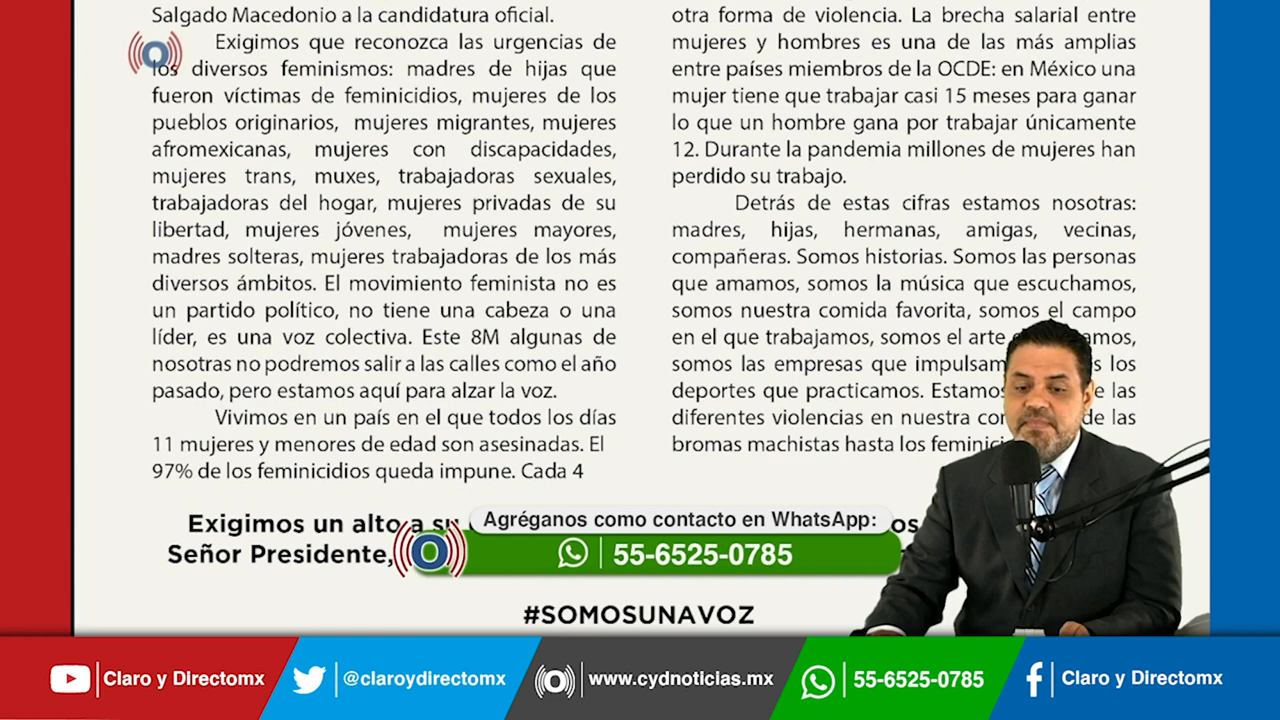 Salgado Macedonio a la candidatura oficial.
Exigimos que reconozca las urgencias de
los diversos feminismos: madres de hijas que
fueron víctimas de feminicidios, mujeres de los
pueblos originarios, mujeres migrantes, mujeres
afromexicanas, mujeres con discapacidades,
mujeres trans, muxes, trabajadoras sexuales,
trabajadoras del hogar, mujeres privadas de su
libertad, mujeres jóvenes, mujeres mayores,
madres solteras, mujeres trabajadoras de los más
diversos ámbitos. El movimiento feminista no es
un partido político, no tiene una cabeza o una
líder, es una voz colectiva. Este 8M algunas de
nosotras no podremos salir a las calles como el año
pasado, pero estamos aquí para alzar la voz.
Vivimos en un país en el que todos los días
11 mujeres y menores de edad son asesinadas. El
97% de los feminicidios queda impune. Cada 4
otra forma de violencia. La brecha salarial entre
mujeres y hombres es una de las más amplias
entre países miembros de la OCDE: en México una
mujer tiene que trabajar casi 15 meses para ganar
lo que un hombre gana por trabajar únicamente
12. Durante la pandemia millones de mujeres han
perdido su trabajo.
Detrás de estas cifras estamos nosotras:
madres, hijas, hermanas, amigas, vecinas,
compañeras. Somos historias. Somos las personas
que amamos, somos la música que escuchamos,
somos nuestra comida favorita, somos el campo
en el que trabajamos, somos el arte
somos las empresas que impulsamos los
deportes que practicamos. Estamos de las
diferentes violencias en nuestra de las
bromas machistas hasta los
Exigimos un alto a su
Señor Presidente,
Agréganos como contacto en WhatsApp:
55-6525-0785
#SOMOSUNAVOZ
Claro y Directomx
@claroydirectomx
www.cydnoticias.mx
55-6525-0785
Claro y Directomx